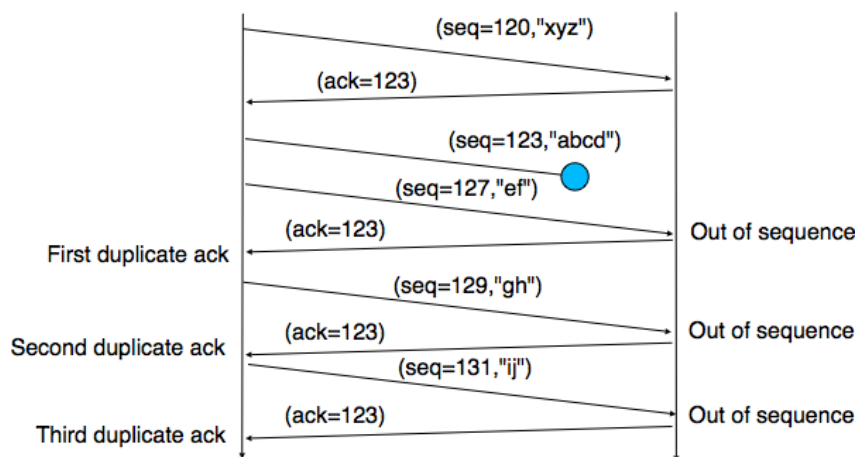 (seq=120,"xyz")
(ack=123)
(seq=123,"abcd")
(seq=127,"ef")
(ack=123)
Out of sequence
First duplicate ack
(seq=129,"gh")
(ack=123)
Out of sequence
Second duplicate ack
(seq=131,"ij")
(ack=123)
Out of sequence
Third duplicate ack